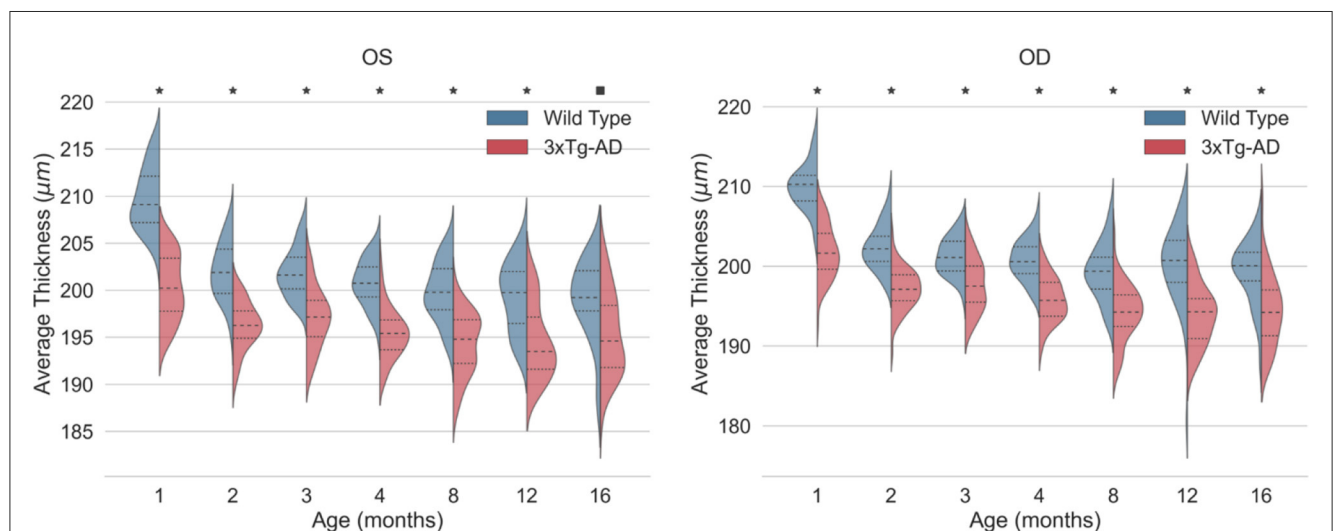 OS
220
215
210
205
200
195
190
185
Average Thickness (μm)
Wild Type
3xTg-AD
1 2 3 4 8 12 16
Age (months)
OD
220
210
200
190
180
Average Thickness (μm)
Wild Type
3xTg-AD
1 2 3 4 8 12 16
Age (months)